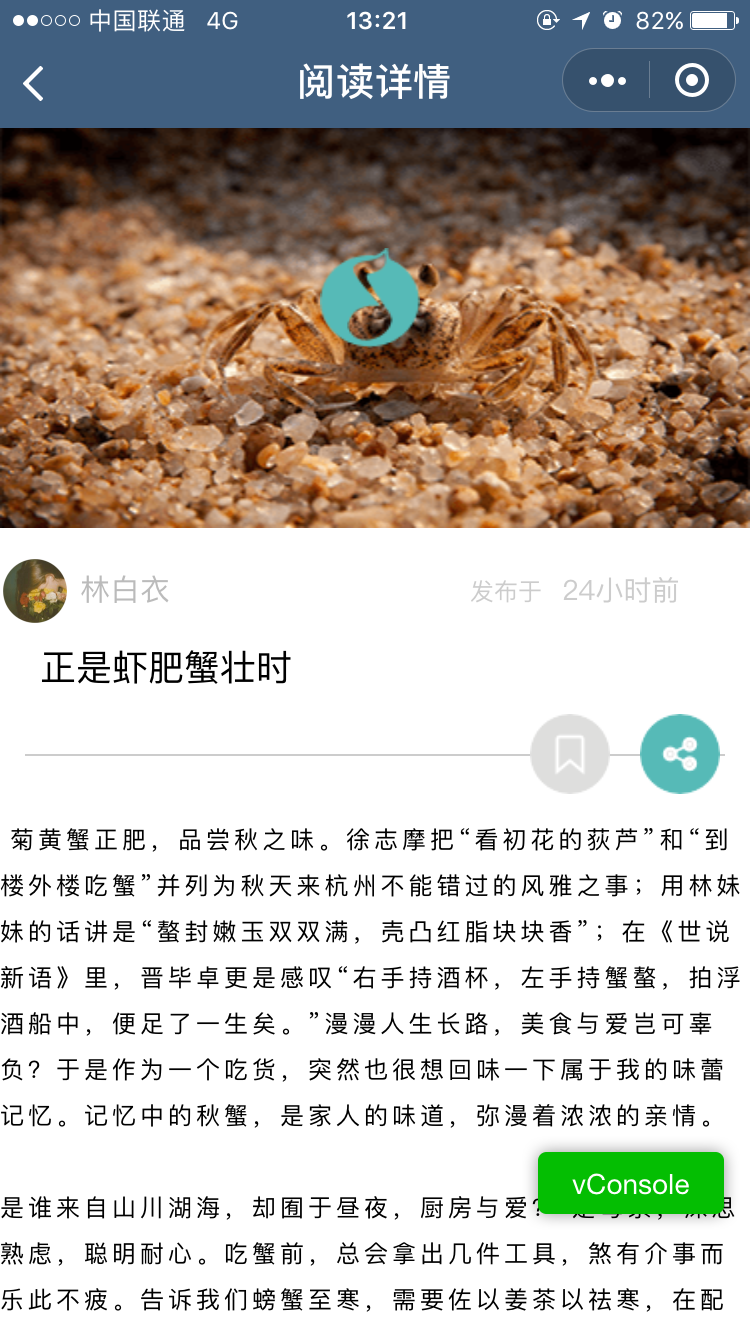 中国联通 4G 13:21 82%
阅读详情
林白衣 发布于 24小时前
正是虾肥蟹壮时
菊黄蟹正肥，品尝秋之味。徐志摩把“看初花的荻芦”和“到
楼外楼吃蟹”并列为秋天来杭州不能错过的风雅之事；用林妹
妹的话讲是“螯封嫩玉双双满，壳凸红脂块块香”；在《世说
新语》里，晋毕卓更是感叹“右手持酒杯，左手持蟹螯，拍浮
酒船中，便足了一生矣。”漫漫人生长路，美食与爱岂可辜
负？于是作为一个吃货，突然也很想回味一下属于我的味蕾
记忆。记忆中的秋蟹，是家人的味道，弥漫着浓浓的亲情。
vConsole
是谁来自山川湖海，却囿于昼夜，厨房与爱？
熟虑，聪明耐心。吃蟹前，总会拿出几件工具，煞有介事而
乐此不疲。告诉我们螃蟹至寒，需要佐以姜茶以祛寒，在配